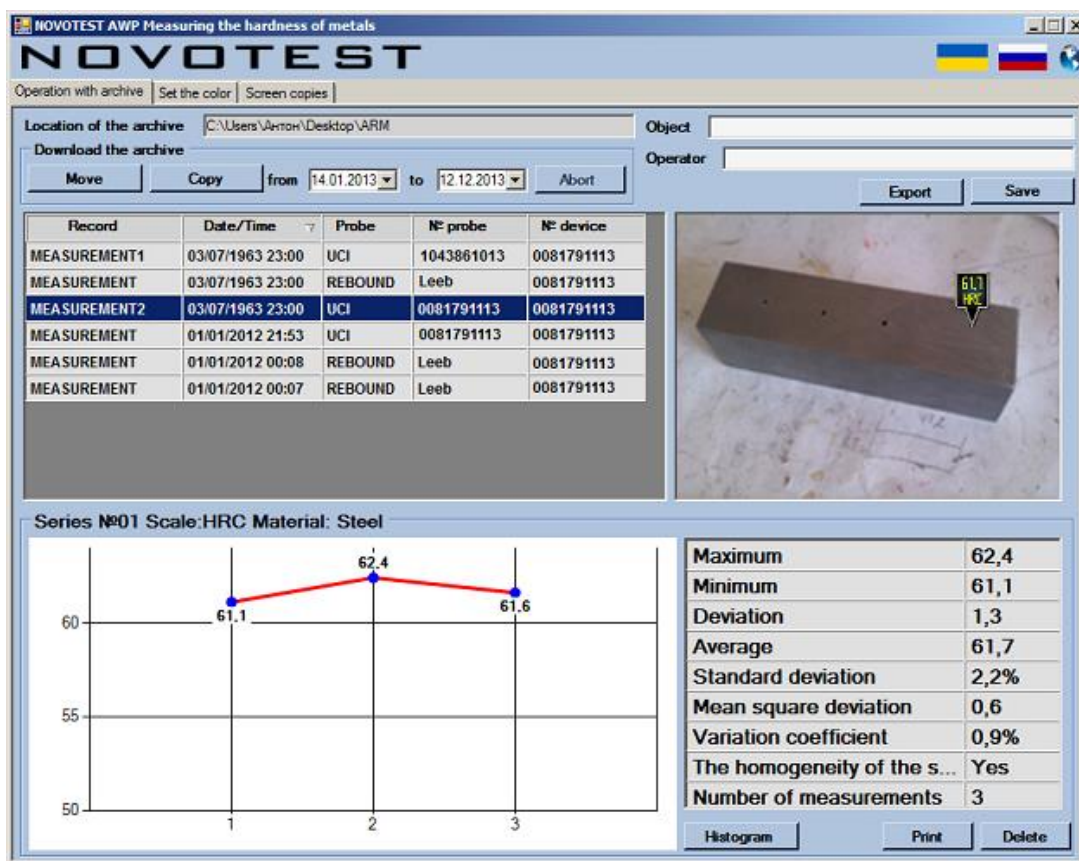 NOVOTEST AWP Measuring the hardness of metals
NOVOTEST
Operation with archive Set the color Screen copies
Location of the archive C:\Users\Антон\Desktop\ARM
Object
Download the archive
Operator
Move Copy from 14.01.2013 to 12.12.2013 Abort
Export Save
Record Date/Time Probe № probe № device
MEASUREMENT1 03/07/1963 23:00 UCI 1043861013 0081791113
MEASUREMENT 03/07/1963 23:00 REBOUND Leeb 0081791113
MEASUREMENT2 03/07/1963 23:00 UCI 0081791113 0081791113
MEASUREMENT 01/01/2012 21:53 UCI 0081791113 0081791113
MEASUREMENT 01/01/2012 00:08 REBOUND Leeb 0081791113
MEASUREMENT 01/01/2012 00:07 REBOUND Leeb 0081791113
61,1
HRC
Series №01 Scale:HRC Material: Steel
62.4
61.1
61.6
60
55
50
1 2 3
Maximum 62,4
Minimum 61,1
Deviation 1,3
Average 61,7
Standard deviation 2,2%
Mean square deviation 0,6
Variation coefficient 0,9%
The homogeneity of the s... Yes
Number of measurements 3
Histogram Print Delete